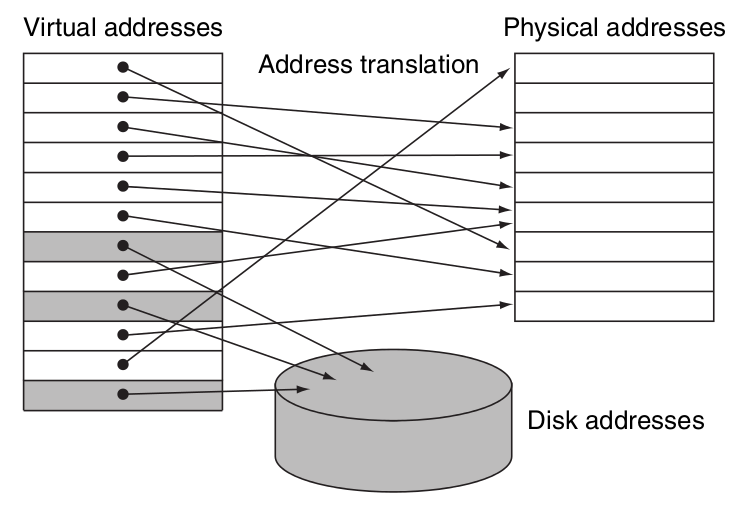 Virtual addresses
Physical addresses
Address translation
Disk addresses